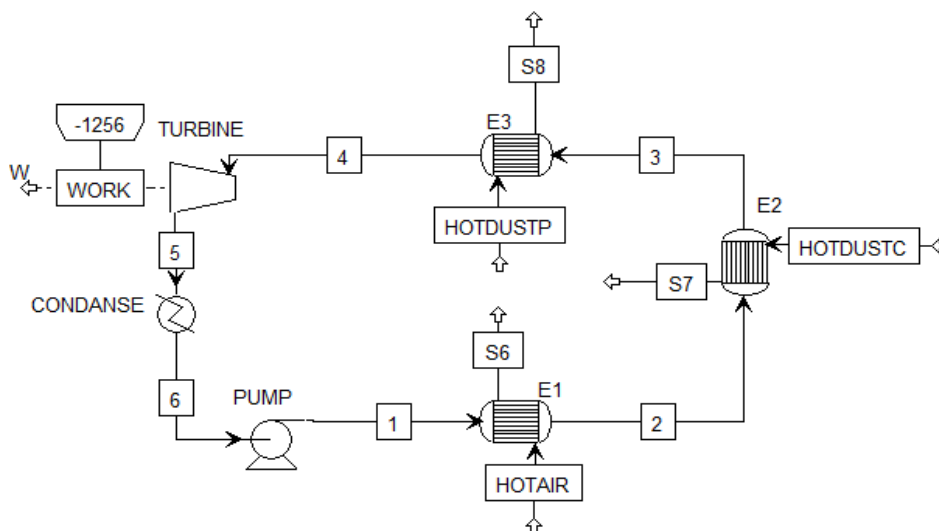 S8
-1256
TURBINE
E3
4
3
W
WORK
E2
HOTDUSTP
HOTDUSTC
5
S7
CONDANSE
S6
6
PUMP
E1
1
2
HOTAIR